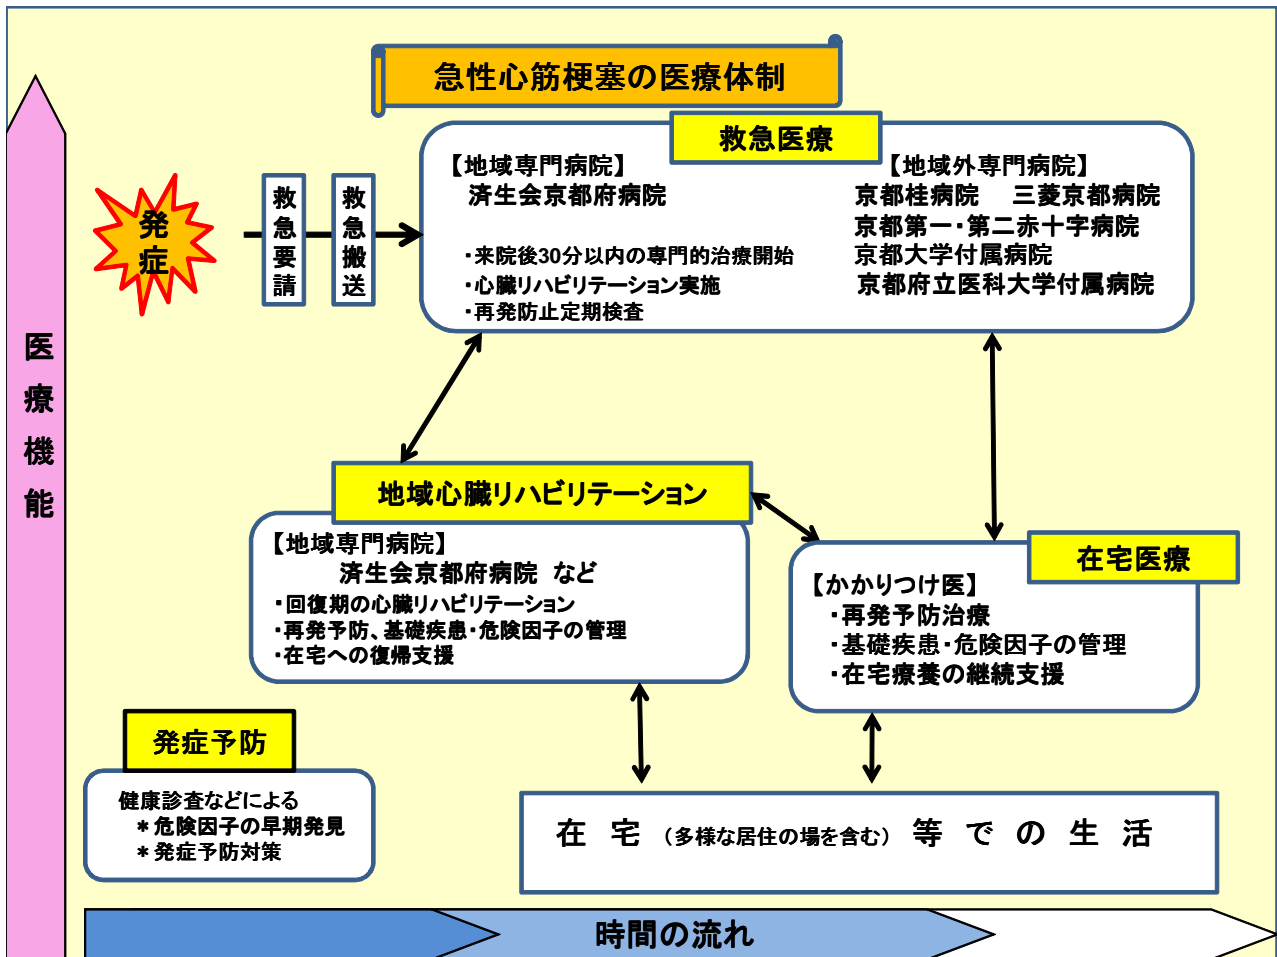 急性心筋梗塞の医療体制
救急医療
【地域専門病院】
済生会京都府病院
・来院後30分以内の専門的治療開始
・心臓リハビリテーション実施
・再発防止定期検査
【地域外専門病院】
京都桂病院　三菱京都病院
京都第一・第二赤十字病院
京都大学付属病院
京都府立医科大学付属病院
発症
救急要請
救急搬送
医療機能
地域心臓リハビリテーション
【地域専門病院】
済生会京都府病院 など
・回復期の心臓リハビリテーション
・再発予防、基礎疾患・危険因子の管理
・在宅への復帰支援
在宅医療
【かかりつけ医】
・再発予防治療
・基礎疾患・危険因子の管理
・在宅療養の継続支援
発症予防
健康診査などによる
＊危険因子の早期発見
＊発症予防対策
在 宅（多様な居住の場を含む）等 で の 生 活
時間の流れ